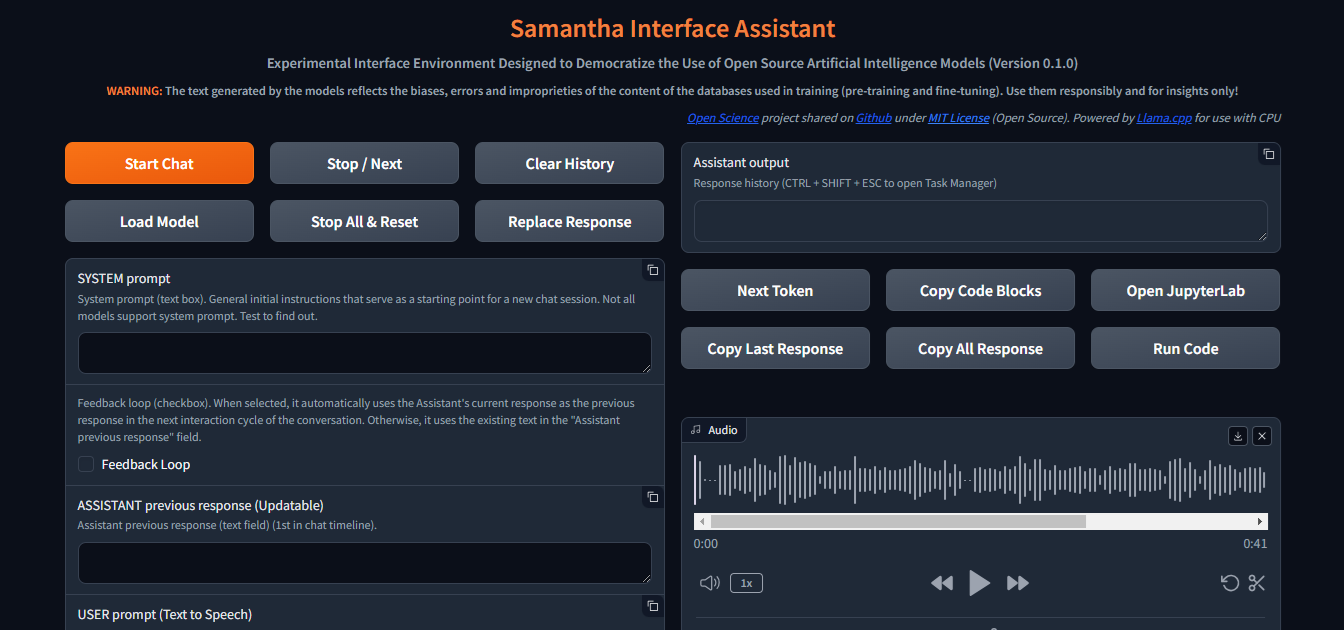 Samantha Interface Assistant
Experimental Interface Environment Designed to Democratize the Use of Open Source Artificial Intelligence Models (Version 0.1.0)
WARNING: The text generated by the models reflects the biases, errors and improprieties of the content of the databases used in training (pre-training and fine-tuning). Use them responsibly and for insights only!
Open Science project shared on Github under MIT License (Open Source). Powered by Llama.cpp for use with CPU
Start Chat
Stop / Next
Clear History
Load Model
Stop All & Reset
Replace Response
SYSTEM prompt
System prompt (text box). General initial instructions that serve as a starting point for a new chat session. Not all
models support system prompt. Test to find out.
Feedback loop (checkbox). When selected, it automatically uses the Assistant's current response as the previous
response in the next interaction cycle of the conversation. Otherwise, it uses the existing text in the "Assistant
previous response" field.
Feedback Loop
ASSISTANT previous response (Updatable)
Assistant previous response (text field) (1st in chat timeline).
USER prompt (Text to Speech)
Assistant output
Response history (CTRL + SHIFT + ESC to open Task Manager)
Next Token
Copy Code Blocks
Open JupyterLab
Copy Last Response
Copy All Response
Run Code
Audio
0:00
0:41
1x